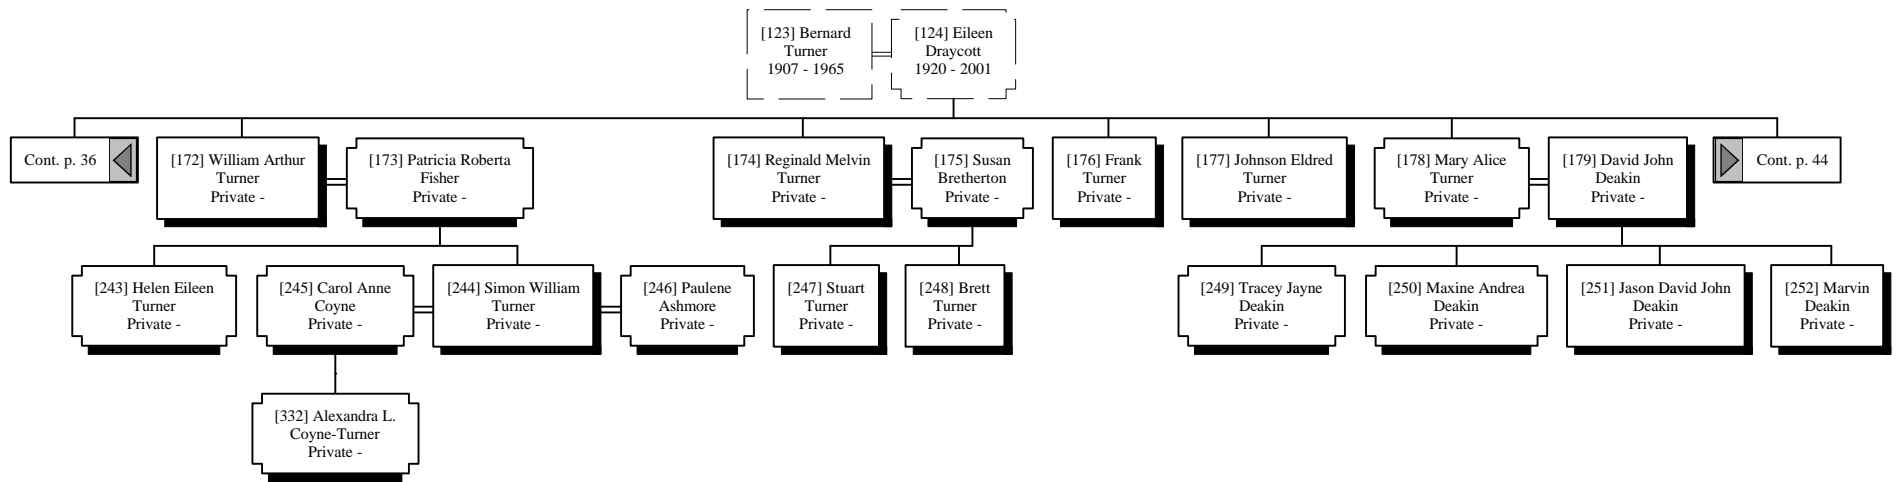 [123] Bernard
Turner
1907 - 1965
[124] Eileen
Draycott
1920 - 2001
Cont. p. 36
[172] William Arthur
Turner
Private -
[173] Patricia Roberta
Fisher
Private -
[174] Reginald Melvin
Turner
Private -
[175] Susan
Bretherton
Private -
[176] Frank
Turner
Private -
[177] Johnson Eldred
Turner
Private -
[178] Mary Alice
Turner
Private -
[179] David John
Deakin
Private -
Cont. p. 44
[243] Helen Eileen
Turner
Private -
[245] Carol Anne
Coyne
Private -
[244] Simon William
Turner
Private -
[246] Paulene
Ashmore
Private -
[247] Stuart
Turner
Private -
[248] Brett
Turner
Private -
[249] Tracey Jayne
Deakin
Private -
[250] Maxine Andrea
Deakin
Private -
[251] Jason David John
Deakin
Private -
[252] Marvin
Deakin
Private -
[332] Alexandra L.
Coyne-Turner
Private -